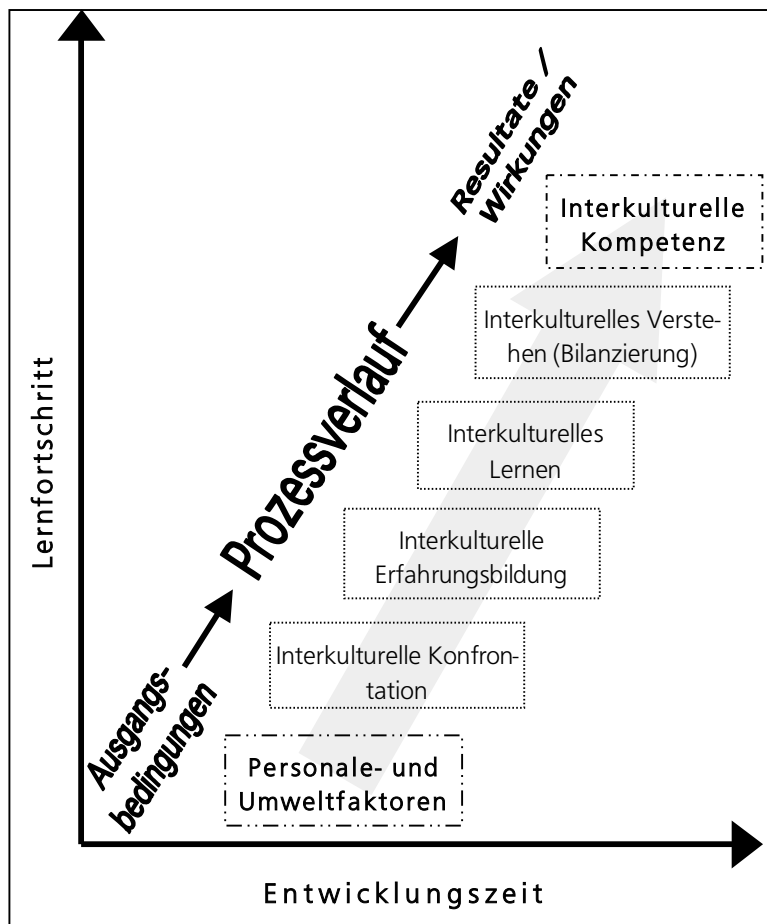 Resultate /
Wirkungen
Interkulturelle
Kompetenz
Interkulturelles Verste-
hen (Bilanzierung)
Prozessverlauf
Interkulturelles
Lernen
Lernfortschritt
Interkulturelle
Erfahrungsbildung
Interkulturelle Konfron-
tation
Ausgangs-
bedingungen
Personale- und
Umweltfaktoren
Entwicklungszeit